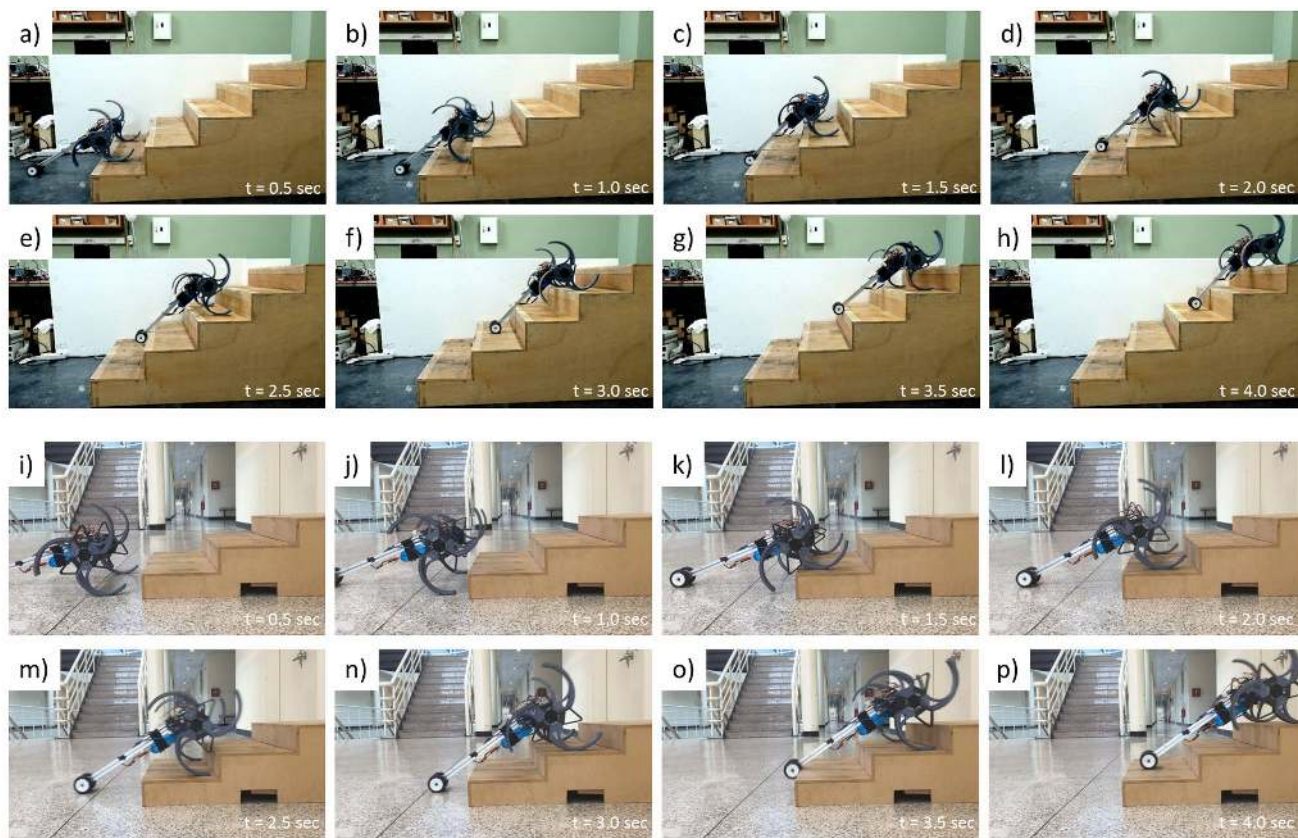 a) b) c) d)
t = 0.5 sec t = 1.0 sec t = 1.5 sec t = 2.0 sec
e) f) g) h)
t = 2.5 sec t = 3.0 sec t = 3.5 sec t = 4.0 sec
i) j) k) l)
t = 0.5 sec t = 1.0 sec t = 1.5 sec t = 2.0 sec
m) n) o) p)
t = 2.5 sec t = 3.0 sec t = 3.5 sec t = 4.0 sec